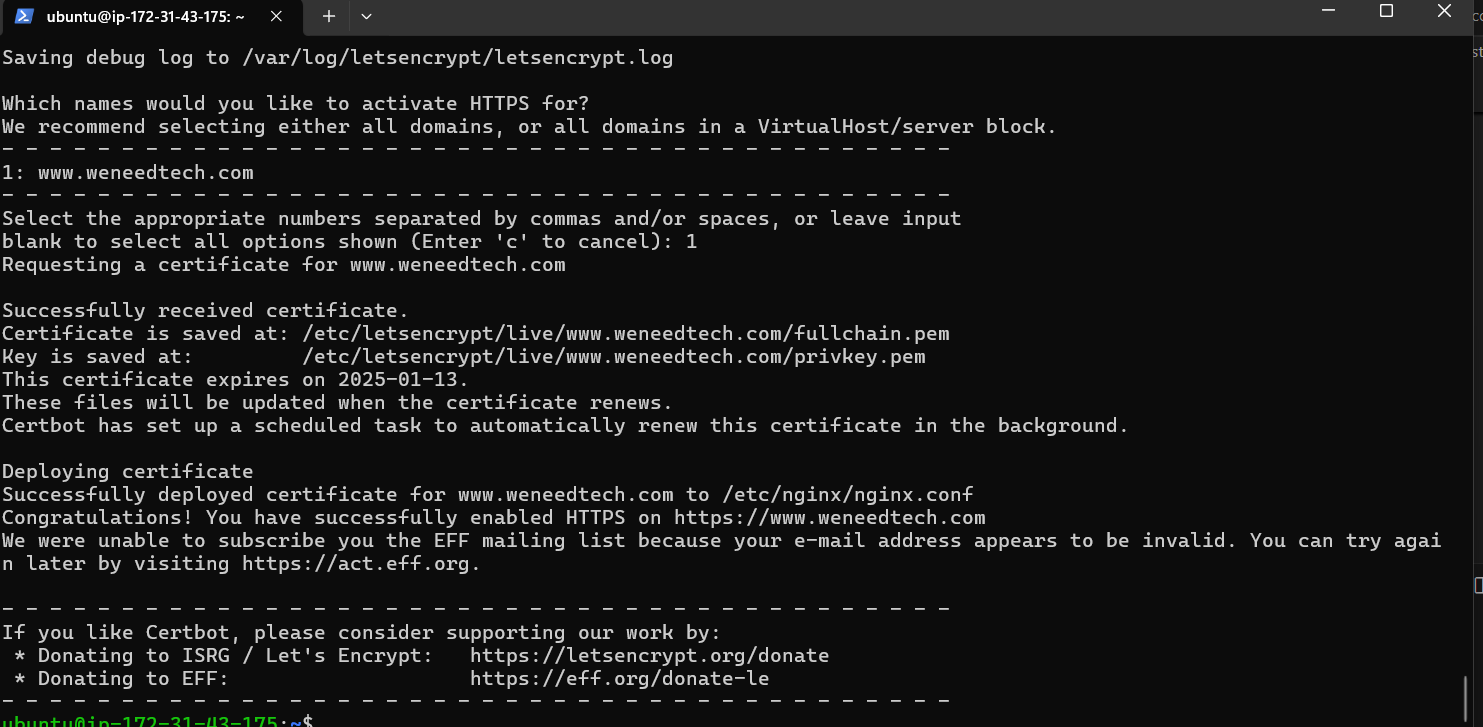 ubuntu@ip-172-31-43-175: ~
Saving debug log to /var/log/letsencrypt/letsencrypt.log
Which names would you like to activate HTTPS for?
We recommend selecting either all domains, or all domains in a VirtualHost/server block.
- - - - - - - - - - - - - - - - - - - - - - - - - - - - - - - - - - - - - - - -
1: www.weneedtech.com
- - - - - - - - - - - - - - - - - - - - - - - - - - - - - - - - - - - - - - - -
Select the appropriate numbers separated by commas and/or spaces, or leave input
blank to select all options shown (Enter 'c' to cancel): 1
Requesting a certificate for www.weneedtech.com
Successfully received certificate.
Certificate is saved at: /etc/letsencrypt/live/www.weneedtech.com/fullchain.pem
Key is saved at:         /etc/letsencrypt/live/www.weneedtech.com/privkey.pem
This certificate expires on 2025-01-13.
These files will be updated when the certificate renews.
Certbot has set up a scheduled task to automatically renew this certificate in the background.
Deploying certificate
Successfully deployed certificate for www.weneedtech.com to /etc/nginx/nginx.conf
Congratulations! You have successfully enabled HTTPS on https://www.weneedtech.com
We were unable to subscribe you the EFF mailing list because your e-mail address appears to be invalid. You can try agai
n later by visiting https://act.eff.org.
- - - - - - - - - - - - - - - - - - - - - - - - - - - - - - - - - - - - - - - -
If you like Certbot, please consider supporting our work by:
 * Donating to ISRG / Let's Encrypt:   https://letsencrypt.org/donate
 * Donating to EFF:                    https://eff.org/donate-le
- - - - - - - - - - - - - - - - - - - - - - - - - - - - - - - - - - - - - - - -
ubuntu@ip-172-31-43-175:~$